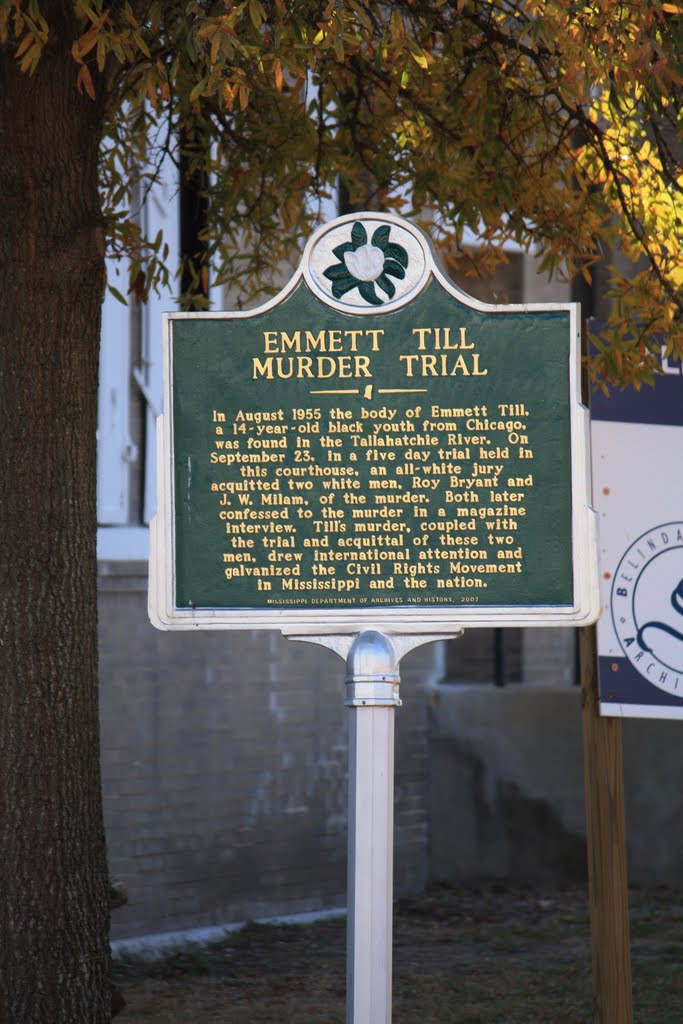 EMMETT TILL
MURDER TRIAL
In August 1955 the body of Emmett Till,
a 14-year-old black youth from Chicago,
was found in the Tallahatchie River. On
September 23, in a five day trial held in
this courthouse, an all-white jury
acquitted two white men, Roy Bryant and
J. W. Milam, of the murder. Both later
confessed to the murder in a magazine
interview. Till's murder, coupled with
the trial and acquittal of these two
men, drew international attention and
galvanized the Civil Rights Movement
in Mississippi and the nation.
MISSISSIPPI DEPARTMENT OF ARCHIVES AND HISTORY, 2007
BELINDA
ARCHI